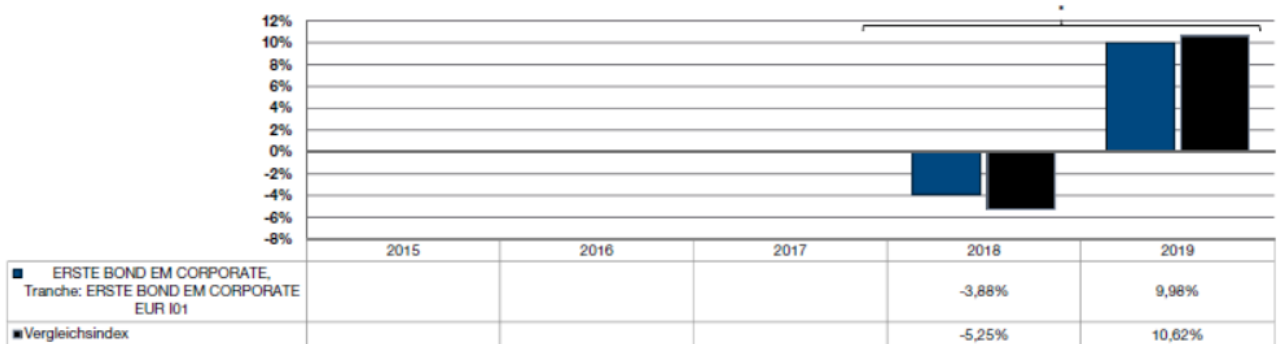 *
12%
10%
8%
6%
4%
2%
0%
-2%
-4%
-6%
-8%
2015 2016 2017 2018 2019
ERSTE BOND EM CORPORATE,
Tranche: ERSTE BOND EM CORPORATE
EUR I01
-3,88% 9,98%
Vergleichsindex -5,25% 10,62%